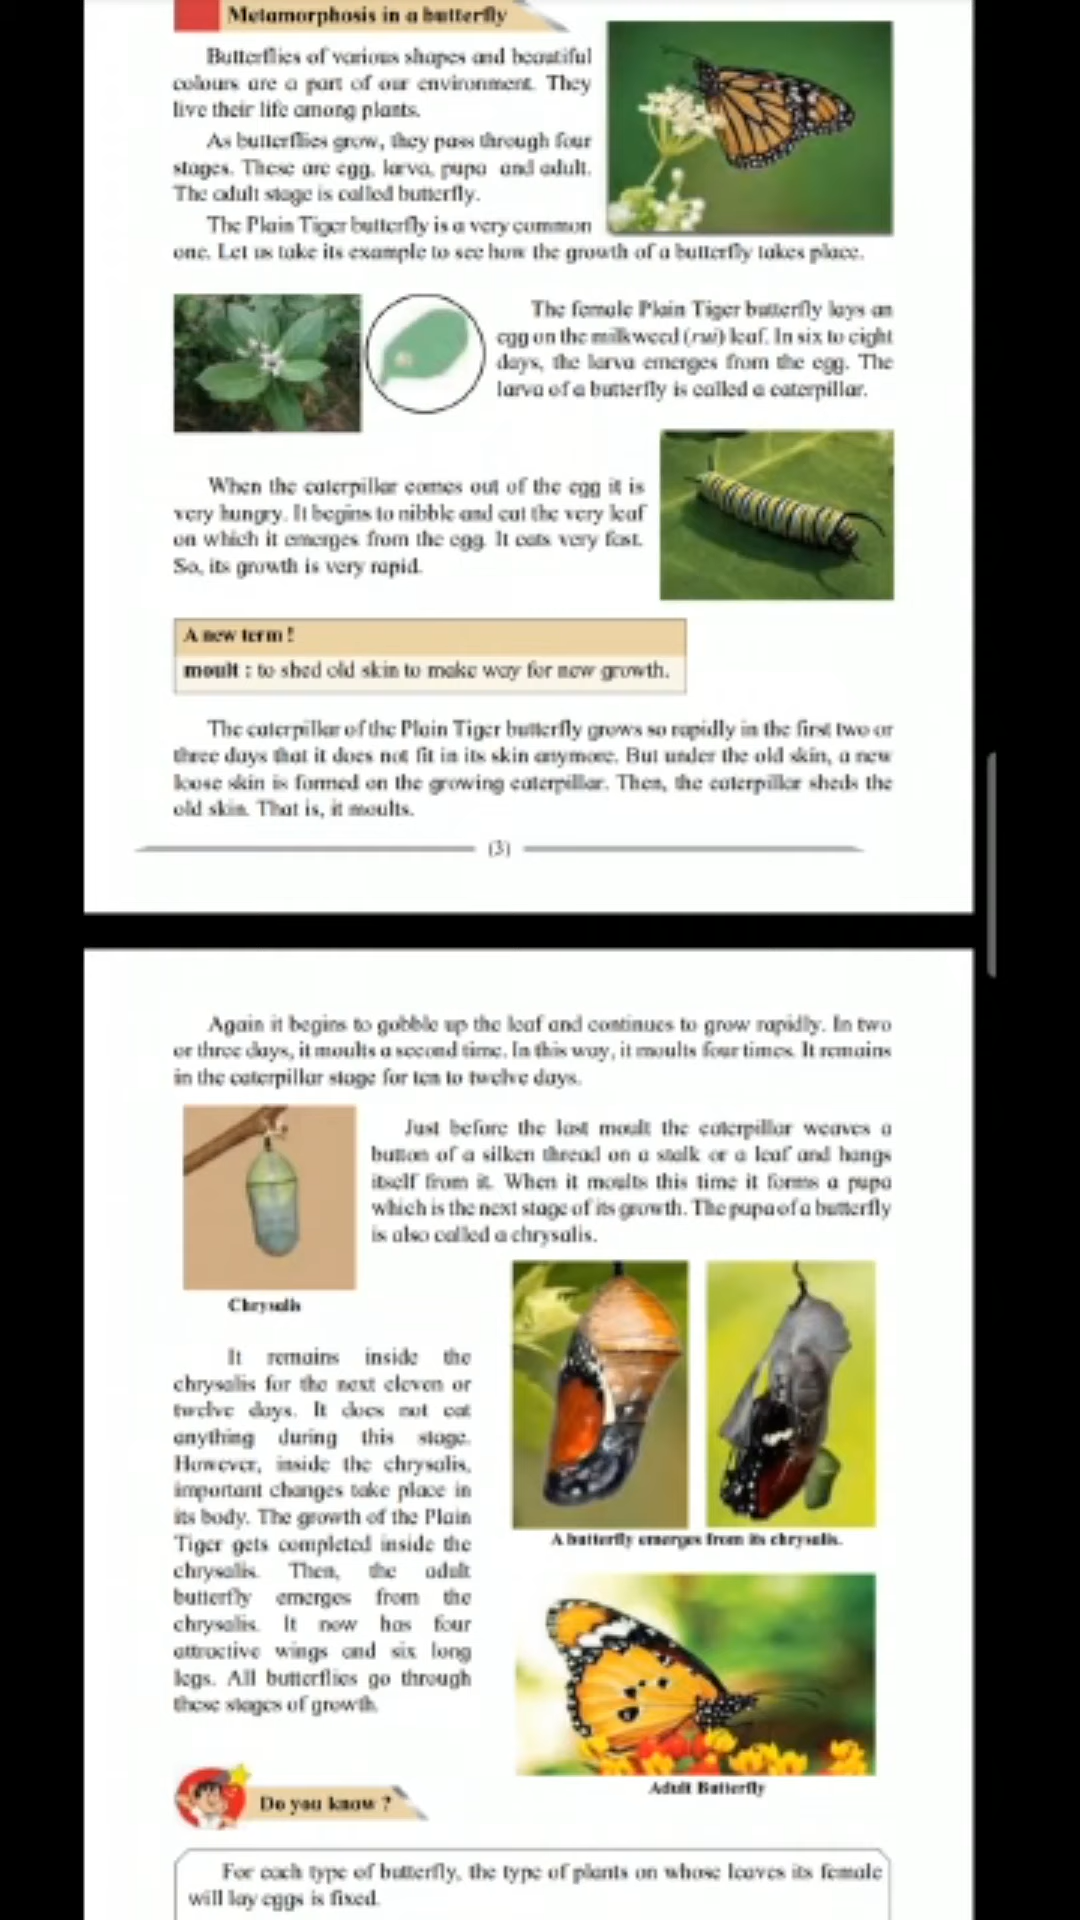 Metamorphosis in a butterfly
Butterflies of various shapes and beautiful
colours are a part of our environment. They
live their life among plants.
As butterflies grow, they pass through four
stages. These are egg, larva, pupa and adult.
The adult stage is called butterfly.
The Plain Tiger butterfly is a very common
one. Let us take its example to see how the growth of a butterfly takes place.
The female Plain Tiger butterfly lays an
egg on the milkweed (rui) leaf. In six to eight
days, the larva emerges from the egg. The
larva of a butterfly is called a caterpillar.
When the caterpillar comes out of the egg it is
very hungry. It begins to nibble and eat the very leaf
on which it emerges from the egg. It eats very fast.
So, its growth is very rapid.
A new term !
moult : to shed old skin to make way for new growth.
The caterpillar of the Plain Tiger butterfly grows so rapidly in the first two or
three days that it does not fit in its skin anymore. But under the old skin, a new
loose skin is formed on the growing caterpillar. Then, the caterpillar sheds the
old skin. That is, it moults.
(3)
Again it begins to gobble up the leaf and continues to grow rapidly. In two
or three days, it moults a second time. In this way, it moults four times. It remains
in the caterpillar stage for ten to twelve days.
Just before the last moult the caterpillar weaves a
button of a silken thread on a stalk or a leaf and hangs
itself from it. When it moults this time it forms a pupa
which is the next stage of its growth. The pupa of a butterfly
is also called a chrysalis.
Chrysalis
It remains inside the
chrysalis for the next eleven or
twelve days. It does not eat
anything during this stage.
However, inside the chrysalis,
important changes take place in
its body. The growth of the Plain
Tiger gets completed inside the
chrysalis. Then, the adult
butterfly emerges from the
chrysalis. It now has four
attractive wings and six long
legs. All butterflies go through
these stages of growth.
A butterfly emerges from its chrysalis.
Adult Butterfly
Do you know ?
For each type of butterfly, the type of plants on whose leaves its female
will lay eggs is fixed.